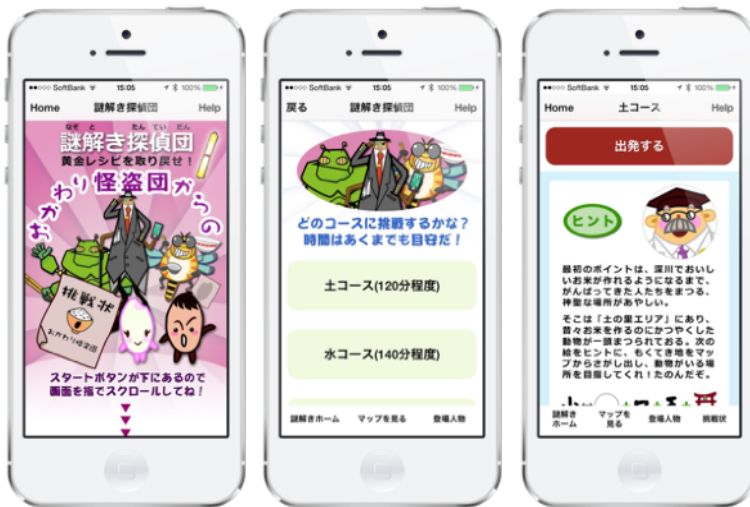 SoftBank 15:05 100%
Home 謎解き探偵団 Help
なぞ と たん てい だん
謎解き探偵団
黄金レシピを取り戻せ！
おかわり怪盗団からの
挑戦状
おかわり怪盗団
スタートボタンが下にあるので
画面を指でスクロールしてね！
SoftBank 15:05 100%
戻る 謎解き探偵団 Help
どのコースに挑戦するかな？
時間はあくまでも目安だ！
土コース(120分程度)
水コース(140分程度)
謎解きホーム マップを見る 登場人物
SoftBank 15:05 100%
Home 土コース Help
出発する
ヒント
最初のポイントは、深川でおいし
いお米が作れるようになるまで、
がんばってきた人たちをまつる、
神聖な場所があやしい。
そこは「土の里エリア」にあり、
昔々お米を作るのにかつやくした
動物が一頭まつられておる。次の
絵をヒントに、もくてき地をマッ
プからさがし出し、動物がいる場
所を目指してくれ！たのんだぞ。
謎解き
ホーム
マップを
見る
登場人物
挑戦状